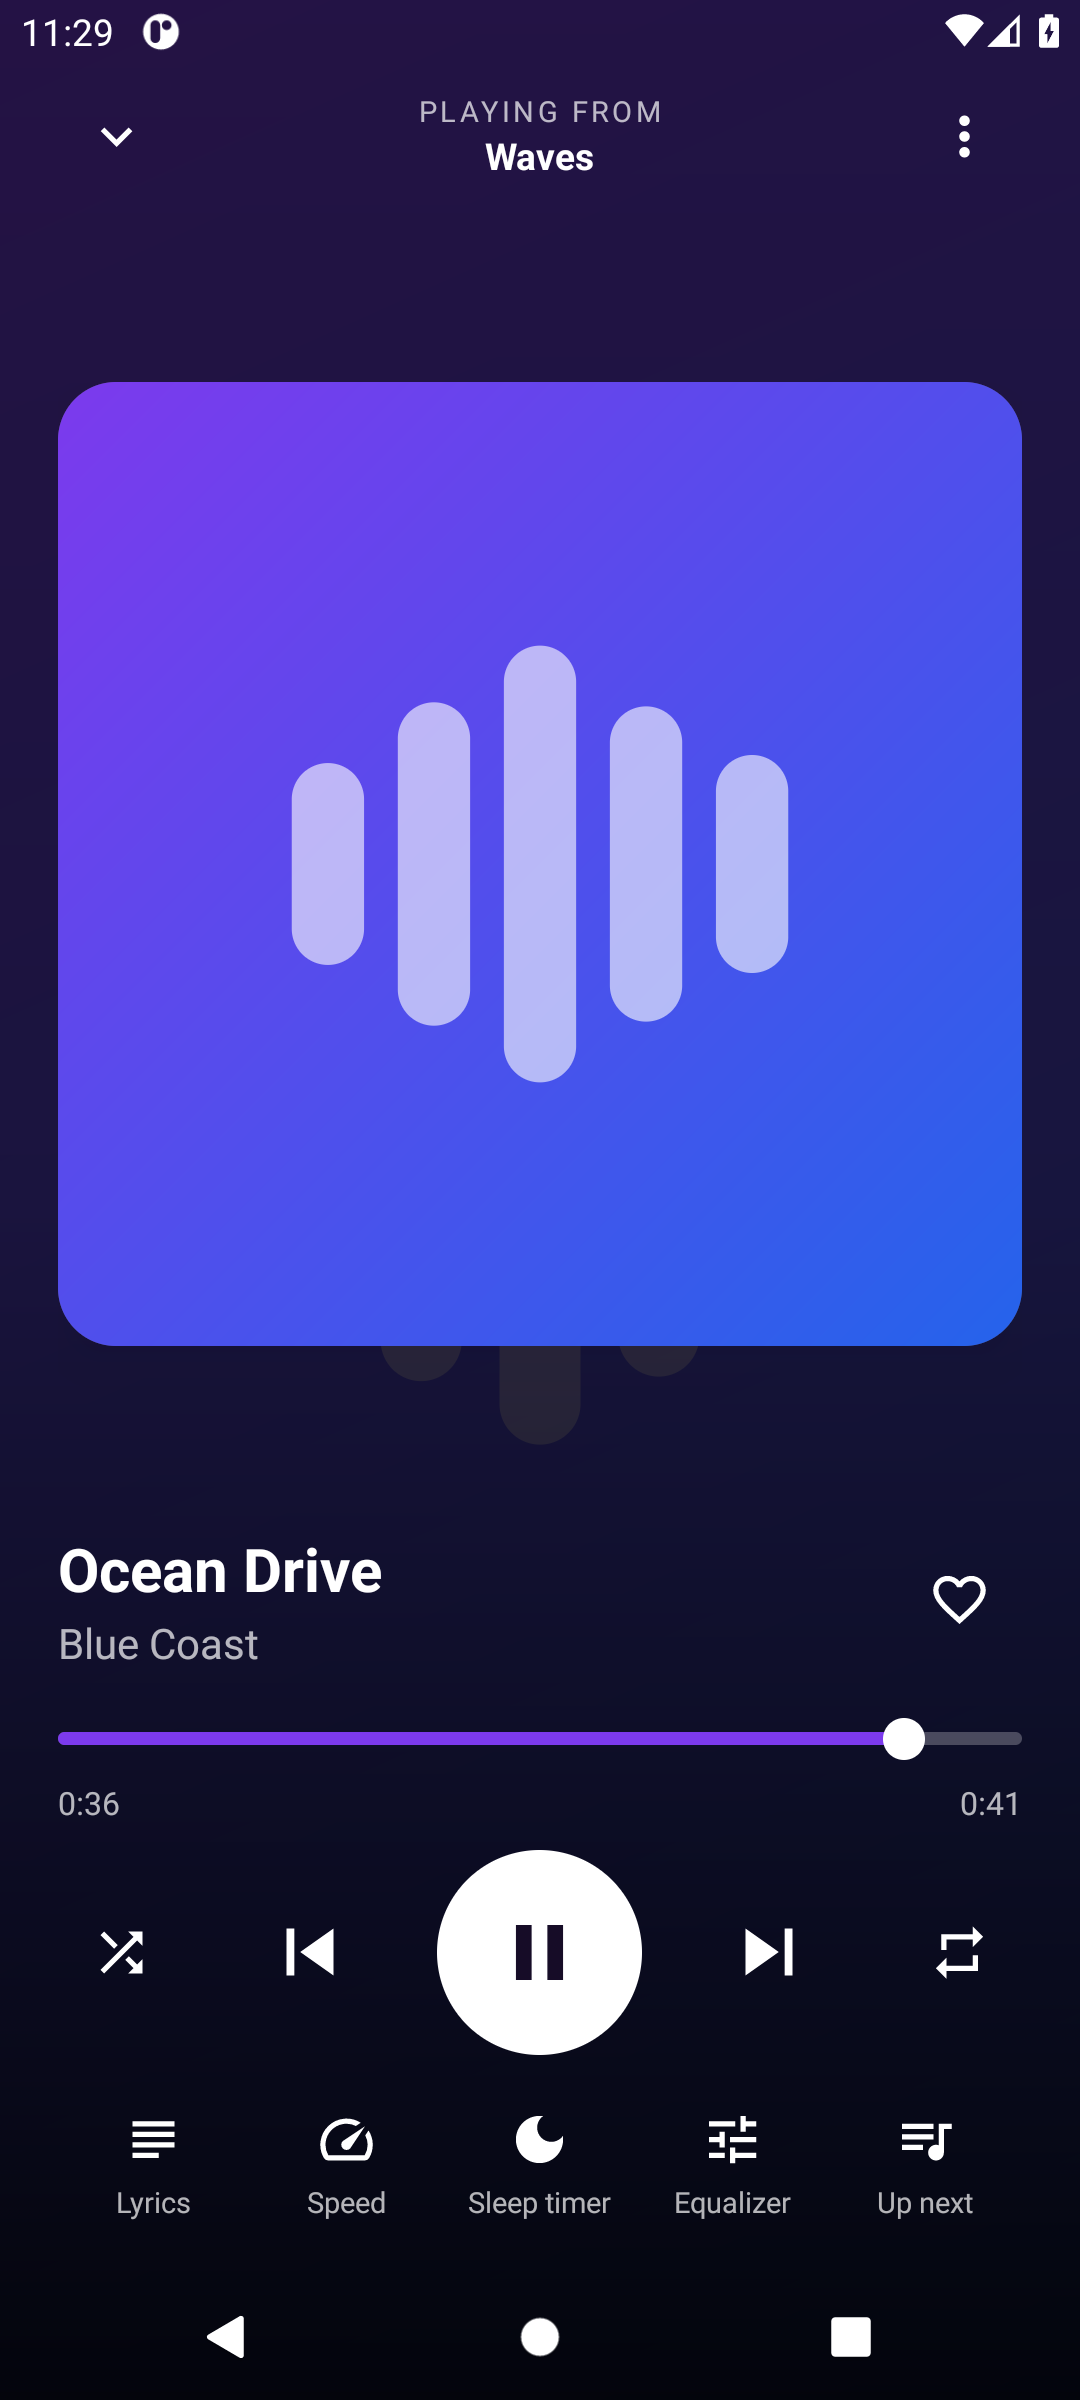 11:29
PLAYING FROM
Waves
Ocean Drive
Blue Coast
0:36
0:41
Lyrics
Speed
Sleep timer
Equalizer
Up next